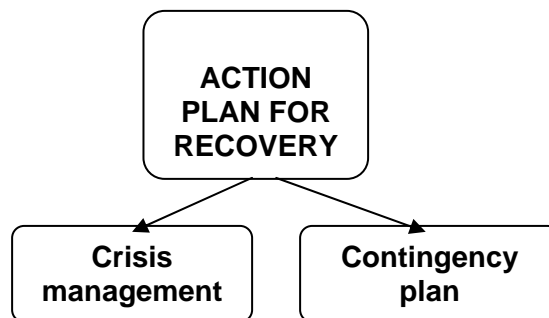 ACTION
PLAN FOR
RECOVERY
Crisis
management
Contingency
plan